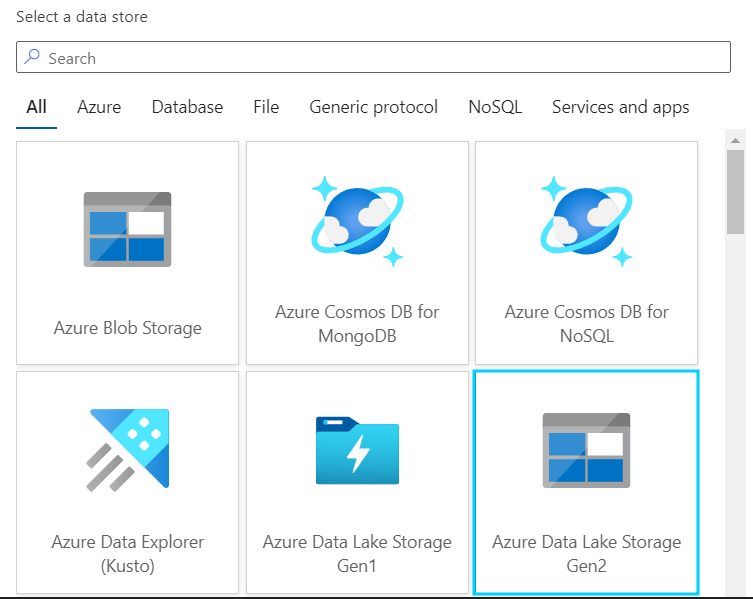 Select a data store
Search
All Azure Database File Generic protocol NoSQL Services and apps
Azure Blob Storage
Azure Cosmos DB for
MongoDB
Azure Cosmos DB for
NoSQL
Azure Data Explorer
(Kusto)
Azure Data Lake Storage
Gen1
Azure Data Lake Storage
Gen2